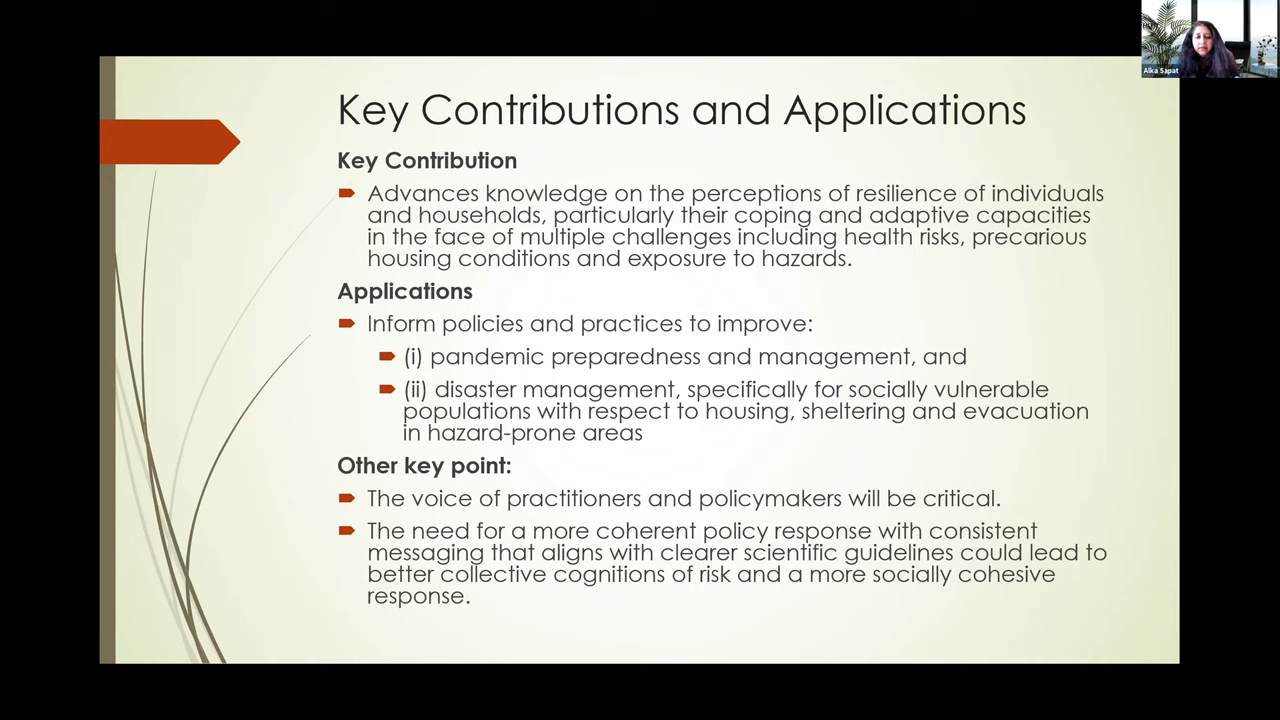 Alka Sapat
Key Contributions and Applications
Key Contribution
Advances knowledge on the perceptions of resilience of individuals
and households, particularly their coping and adaptive capacities
in the face of multiple challenges including health risks, precarious
housing conditions and exposure to hazards.
Applications
Inform policies and practices to improve:
(i) pandemic preparedness and management, and
(ii) disaster management, specifically for socially vulnerable
populations with respect to housing, sheltering and evacuation
in hazard-prone areas
Other key point:
The voice of practitioners and policymakers will be critical.
The need for a more coherent policy response with consistent
messaging that aligns with clearer scientific guidelines could lead to
better collective cognitions of risk and a more socially cohesive
response.